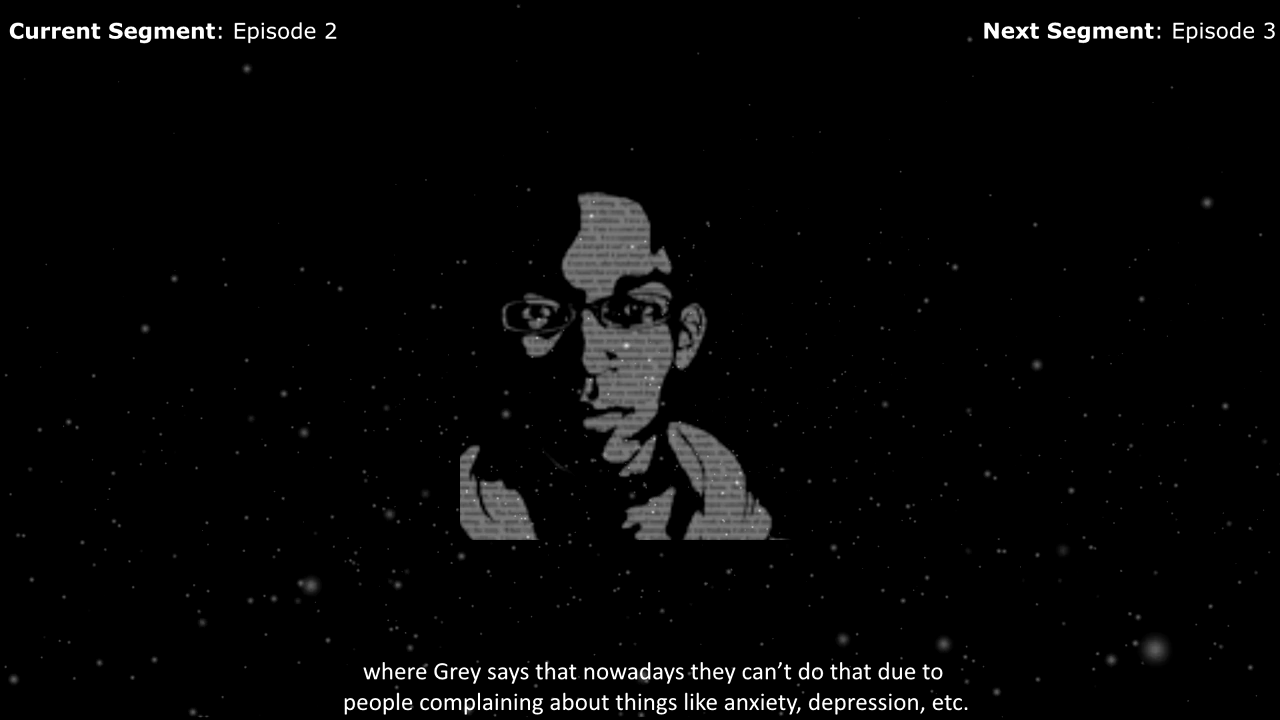 Current Segment: Episode 2
Next Segment: Episode 3
where Grey says that nowadays they can’t do that due to
people complaining about things like anxiety, depression, etc.